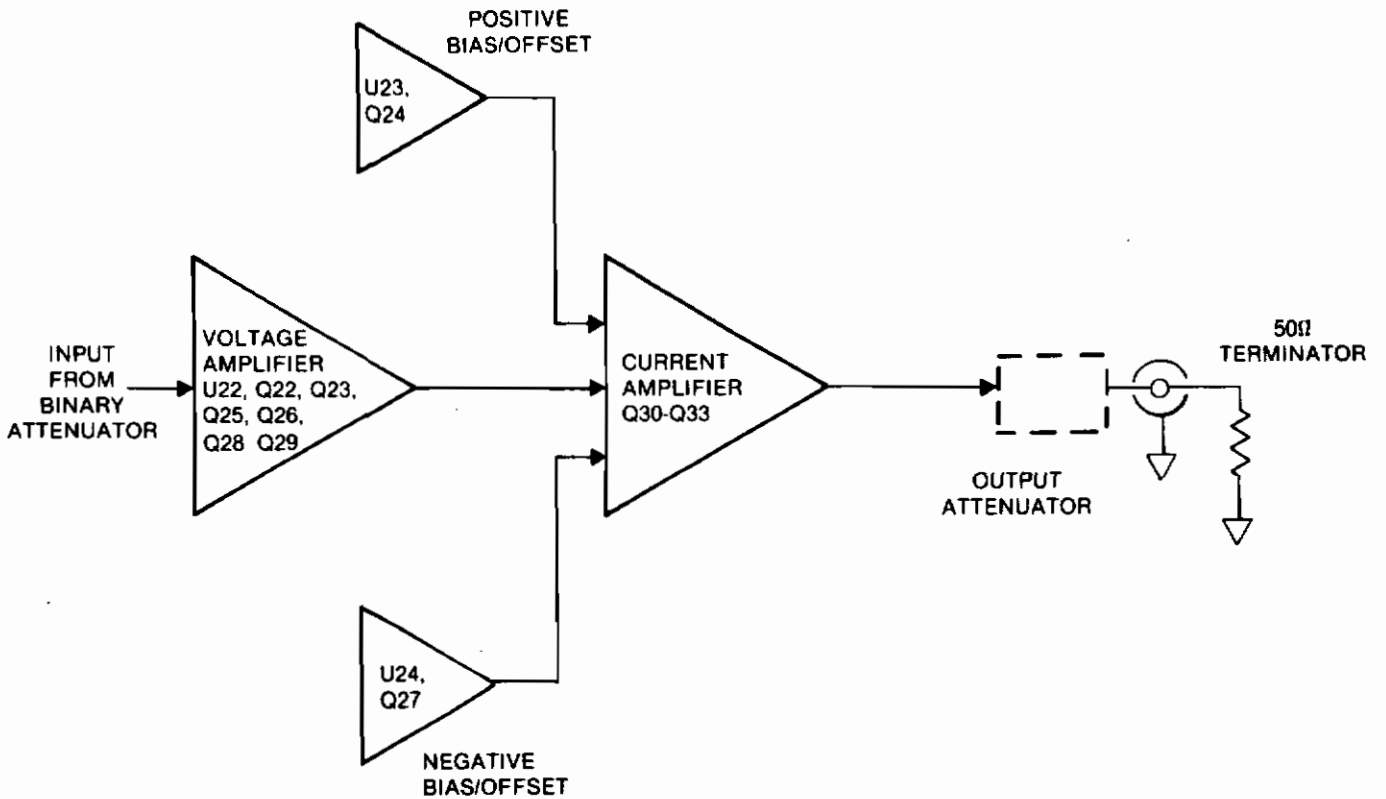 POSITIVE
BIAS/OFFSET
U23,
Q24
INPUT
FROM
BINARY
ATTENUATOR
VOLTAGE
AMPLIFIER
U22, Q22, Q23,
Q25, Q26,
Q28 Q29
CURRENT
AMPLIFIER
Q30-Q33
50Ω
TERMINATOR
OUTPUT
ATTENUATOR
U24,
Q27
NEGATIVE
BIAS/OFFSET